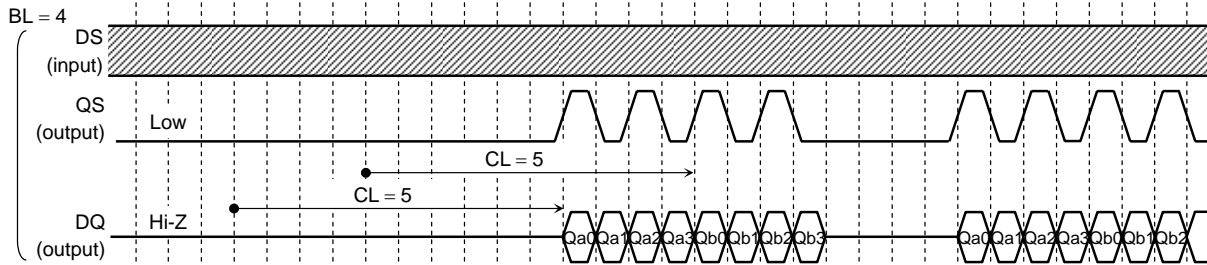 BL = 4
DS
(input)
QS
(output)
Low
CL = 5
CL = 5
DQ
(output)
Hi-Z
Qa0 Qa1 Qa2 Qa3 Qb0 Qb1 Qb2 Qb3
Qa0 Qa1 Qa2 Qa3 Qb0 Qb1 Qb2